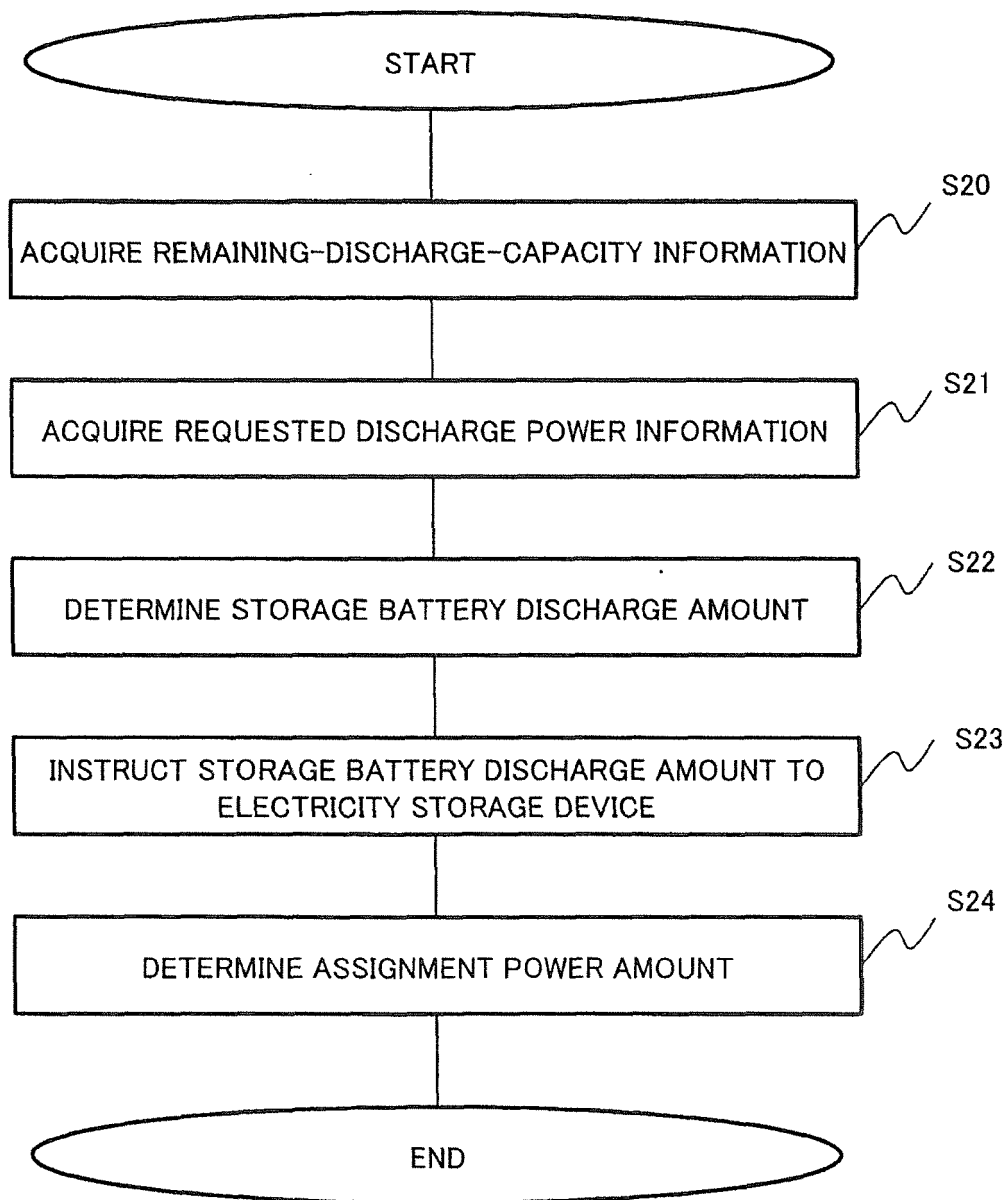 START
S20
ACQUIRE REMAINING-DISCHARGE-CAPACITY INFORMATION
S21
ACQUIRE REQUESTED DISCHARGE POWER INFORMATION
S22
DETERMINE STORAGE BATTERY DISCHARGE AMOUNT
S23
INSTRUCT STORAGE BATTERY DISCHARGE AMOUNT TO
ELECTRICITY STORAGE DEVICE
S24
DETERMINE ASSIGNMENT POWER AMOUNT
END